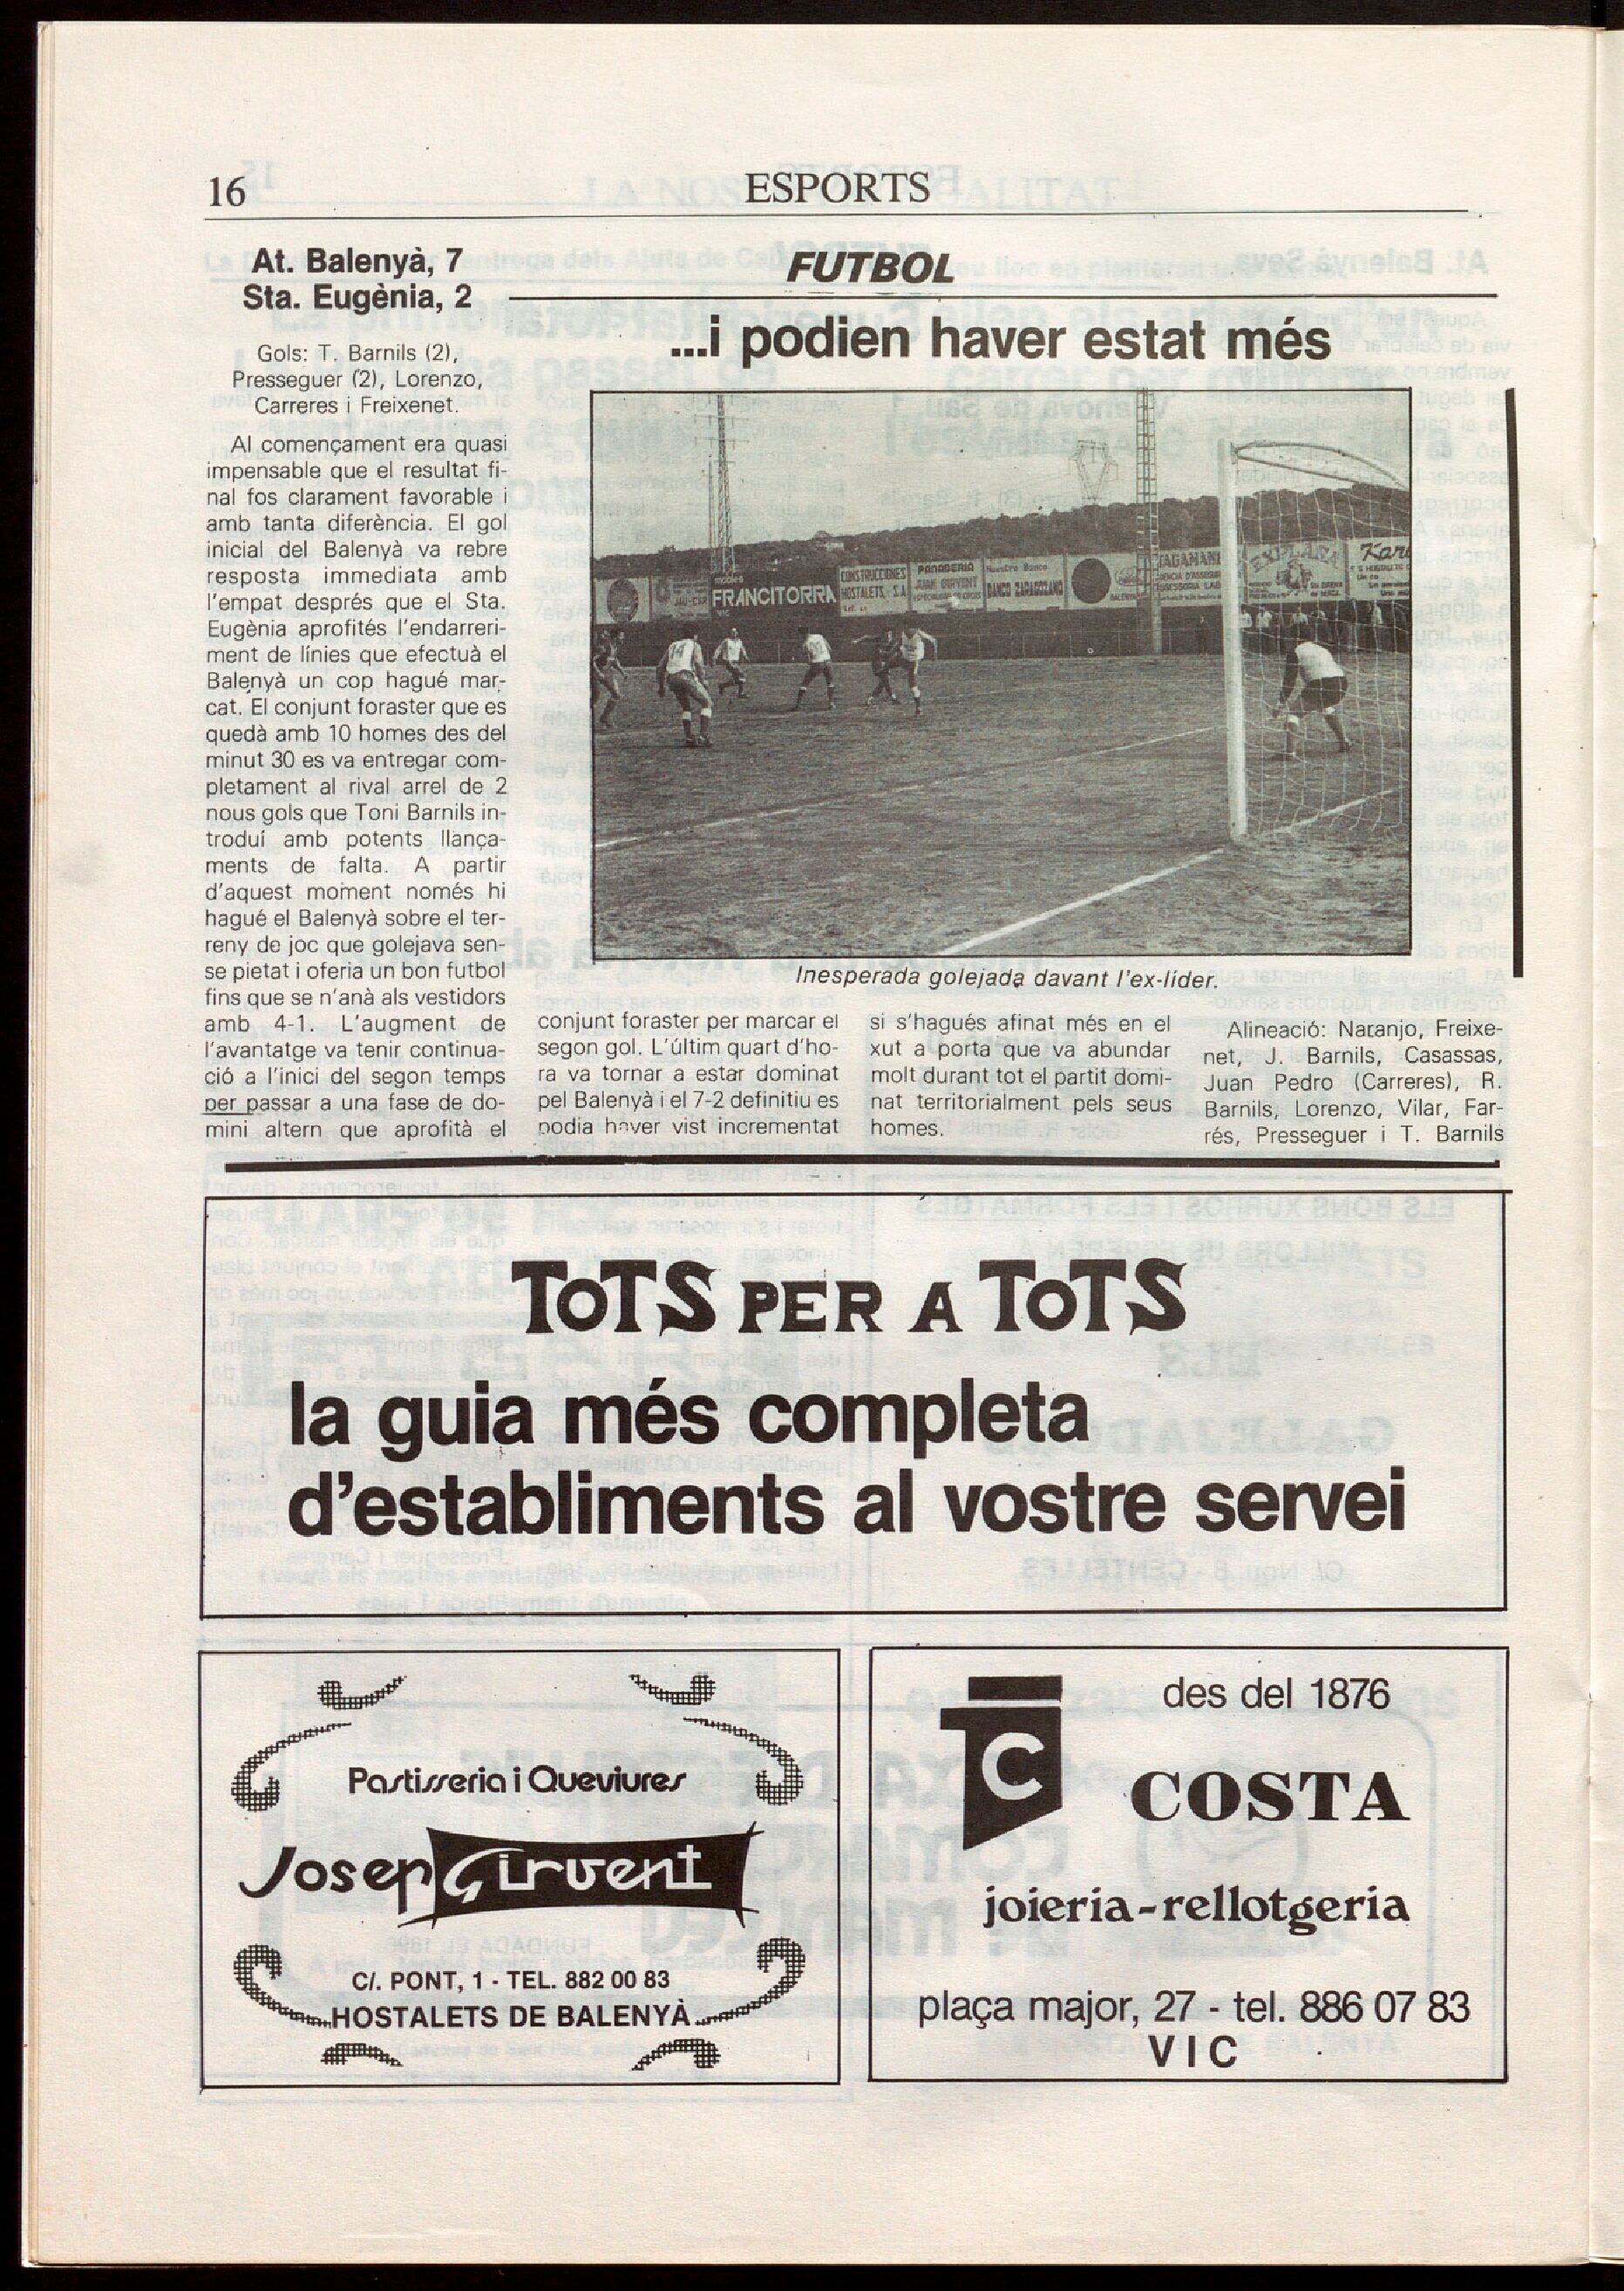 16
ESPORTS
At. Balenyà, 7
Sta. Eugènia, 2
FUTBOL
...i podien haver estat més
Gols: T. Barnils (2),
Presseguer (2), Lorenzo,
Carreres i Freixenet.
Al començament era quasi
impensable que el resultat fi-
nal fos clarament favorable i
amb tanta diferència. El gol
inicial del Balenyà va rebre
resposta immediata amb
l'empat després que el Sta.
Eugènia aprofités l'endarreri-
ment de línies que efectuà el
Balenyà un cop hagué mar-
cat. El conjunt foraster que es
quedà amb 10 homes des del
minut 30 es va entregar com-
pletament al rival arrel de 2
nous gols que Toni Barnils in-
troduí amb potents llança-
ments de falta. A partir
d'aquest moment només hi
hagué el Balenyà sobre el ter-
reny de joc que golejava sen-
se pietat i oferia un bon futbol
fins que se n'anà als vestidors
amb 4-1. L'augment de
l'avantatge va tenir continua-
ció a l'inici del segon temps
per passar a una fase de do-
mini altern que aprofità el
FRANCITORRA
CONSTRUCCIONES
HOSTALETS, S.A
PANADERIA
Nuestro Banco
BANCO ZARAGOZANO
14
Inesperada golejada davant l'ex-líder.
conjunt foraster per marcar el
segon gol. L'últim quart d'ho-
ra va tornar a estar dominat
pel Balenyà i el 7-2 definitiu es
podia haver vist incrementat
si s'hagués afinat més en el
xut a porta que va abundar
molt durant tot el partit domi-
nat territorialment pels seus
homes.
Alineació: Naranjo, Freixe-
net, J. Barnils, Casassas,
Juan Pedro (Carreres), R.
Barnils, Lorenzo, Vilar, Far-
rés, Presseguer i T. Barnils
ToTS PER A ToTS
la guia més completa
d'establiments al vostre servei
Pastisseria i Queviures
Josep Girvent
C/. PONT, 1 - TEL. 882 00 83
HOSTALETS DE BALENYÀ
C
des del 1876
COSTA
joieria-rellotgeria
plaça major, 27 - tel. 886 07 83
VIC